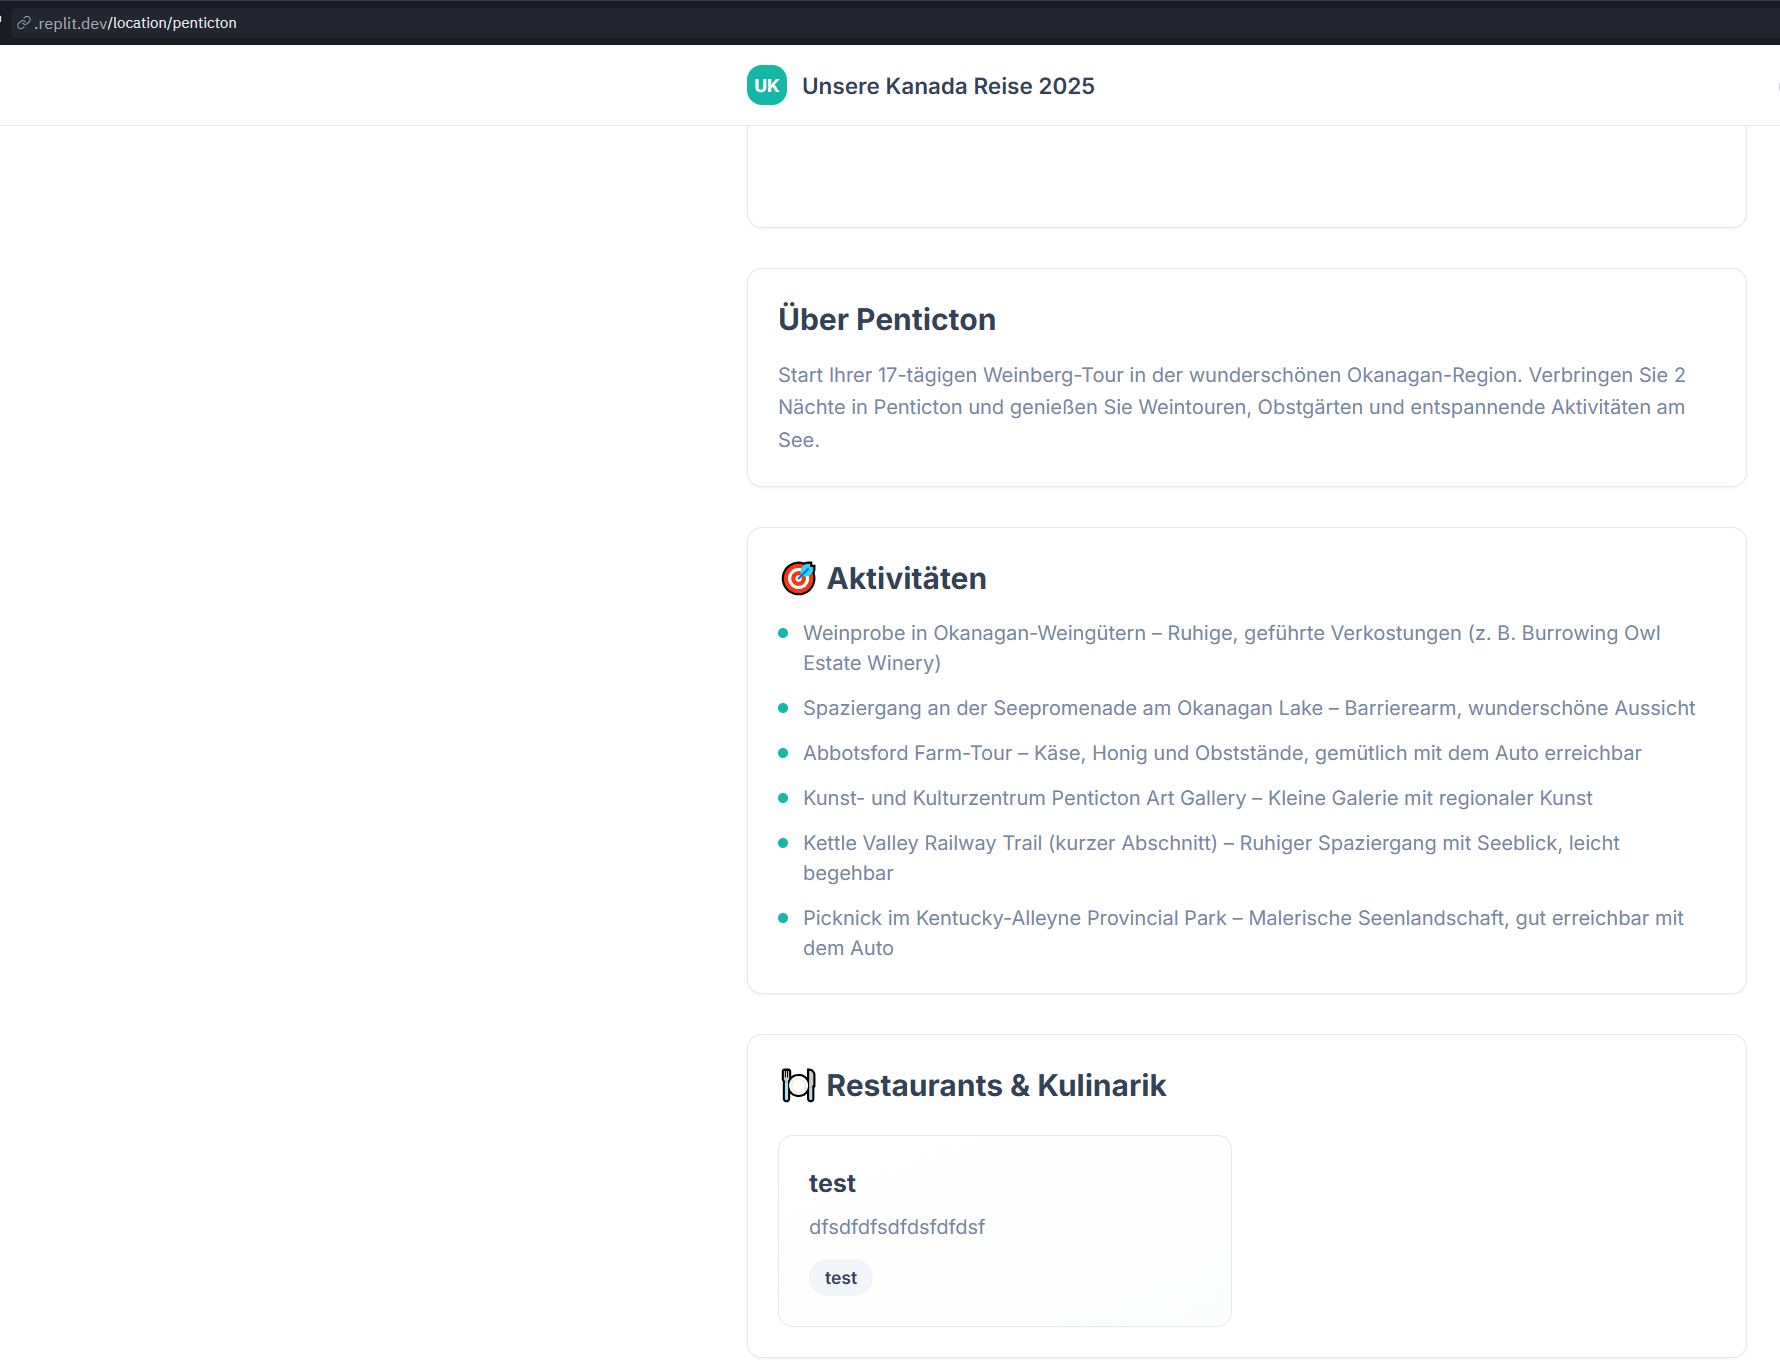 .replit.dev/location/penticton
UK Unsere Kanada Reise 2025
Über Penticton
Start Ihrer 17-tägigen Weinberg-Tour in der wunderschönen Okanagan-Region. Verbringen Sie 2
Nächte in Penticton und genießen Sie Weintouren, Obstgärten und entspannende Aktivitäten am
See.
🎯 Aktivitäten
Weinprobe in Okanagan-Weingütern – Ruhige, geführte Verkostungen (z. B. Burrowing Owl
Estate Winery)
Spaziergang an der Seepromenade am Okanagan Lake – Barrierearm, wunderschöne Aussicht
Abbotsford Farm-Tour – Käse, Honig und Obststände, gemütlich mit dem Auto erreichbar
Kunst- und Kulturzentrum Penticton Art Gallery – Kleine Galerie mit regionaler Kunst
Kettle Valley Railway Trail (kurzer Abschnitt) – Ruhiger Spaziergang mit Seeblick, leicht
begehbar
Picknick im Kentucky-Alleyne Provincial Park – Malerische Seenlandschaft, gut erreichbar mit
dem Auto
🍽️ Restaurants & Kulinarik
test
dfsdfdfsdfdsfdfdsf
test